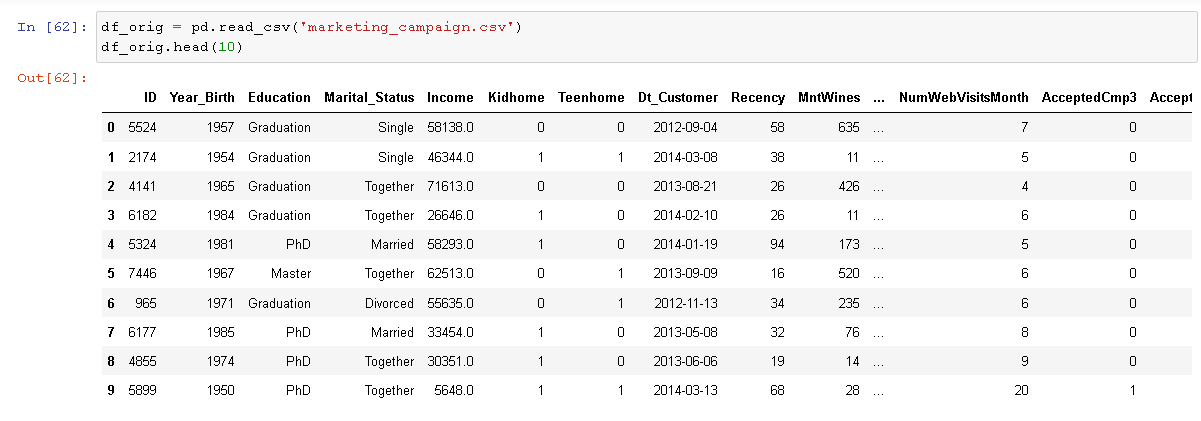 In [62]: df_orig = pd.read_csv('marketing_campaign.csv')
df_orig.head(10)
Out[62]:
ID Year_Birth Education Marital_Status Income Kidhome Teenhome Dt_Customer Recency MntWines ... NumWebVisitsMonth AcceptedCmp3 Accept
0 5524 1957 Graduation Single 58138.0 0 0 2012-09-04 58 635 ... 7 0
1 2174 1954 Graduation Single 46344.0 1 1 2014-03-08 38 11 ... 5 0
2 4141 1965 Graduation Together 71613.0 0 0 2013-08-21 26 426 ... 4 0
3 6182 1984 Graduation Together 26646.0 1 0 2014-02-10 26 11 ... 6 0
4 5324 1981 PhD Married 58293.0 1 0 2014-01-19 94 173 ... 5 0
5 7446 1967 Master Together 62513.0 0 1 2013-09-09 16 520 ... 6 0
6 965 1971 Graduation Divorced 55635.0 0 1 2012-11-13 34 235 ... 6 0
7 6177 1985 PhD Married 33454.0 1 0 2013-05-08 32 76 ... 8 0
8 4855 1974 PhD Together 30351.0 1 0 2013-06-06 19 14 ... 9 0
9 5899 1950 PhD Together 5648.0 1 1 2014-03-13 68 28 ... 20 1